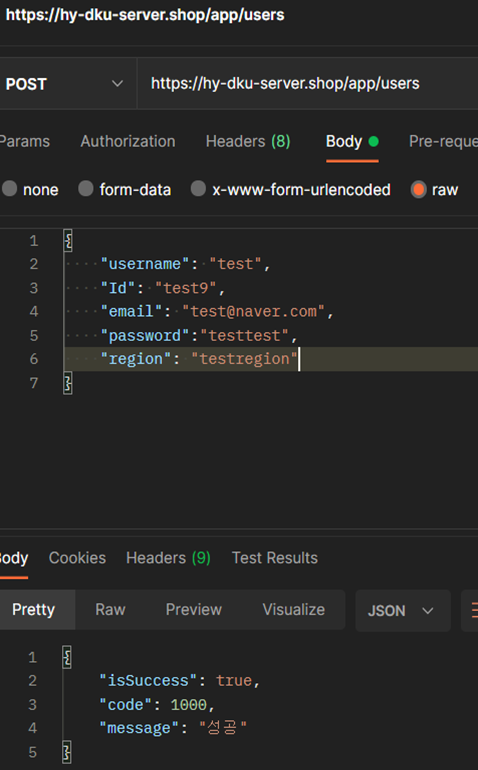 https://hy-dku-server.shop/app/users
POST https://hy-dku-server.shop/app/users
Params Authorization Headers (8) Body Pre-reque
none form-data x-www-form-urlencoded raw
1 {
2 "username": "test",
3 "Id": "test9",
4 "email": "test@naver.com",
5 "password":"testtest",
6 "region": "testregion"
7 }
Body Cookies Headers (9) Test Results
Pretty Raw Preview Visualize JSON
1 {
2 "isSuccess": true,
3 "code": 1000,
4 "message": "성공"
5 }